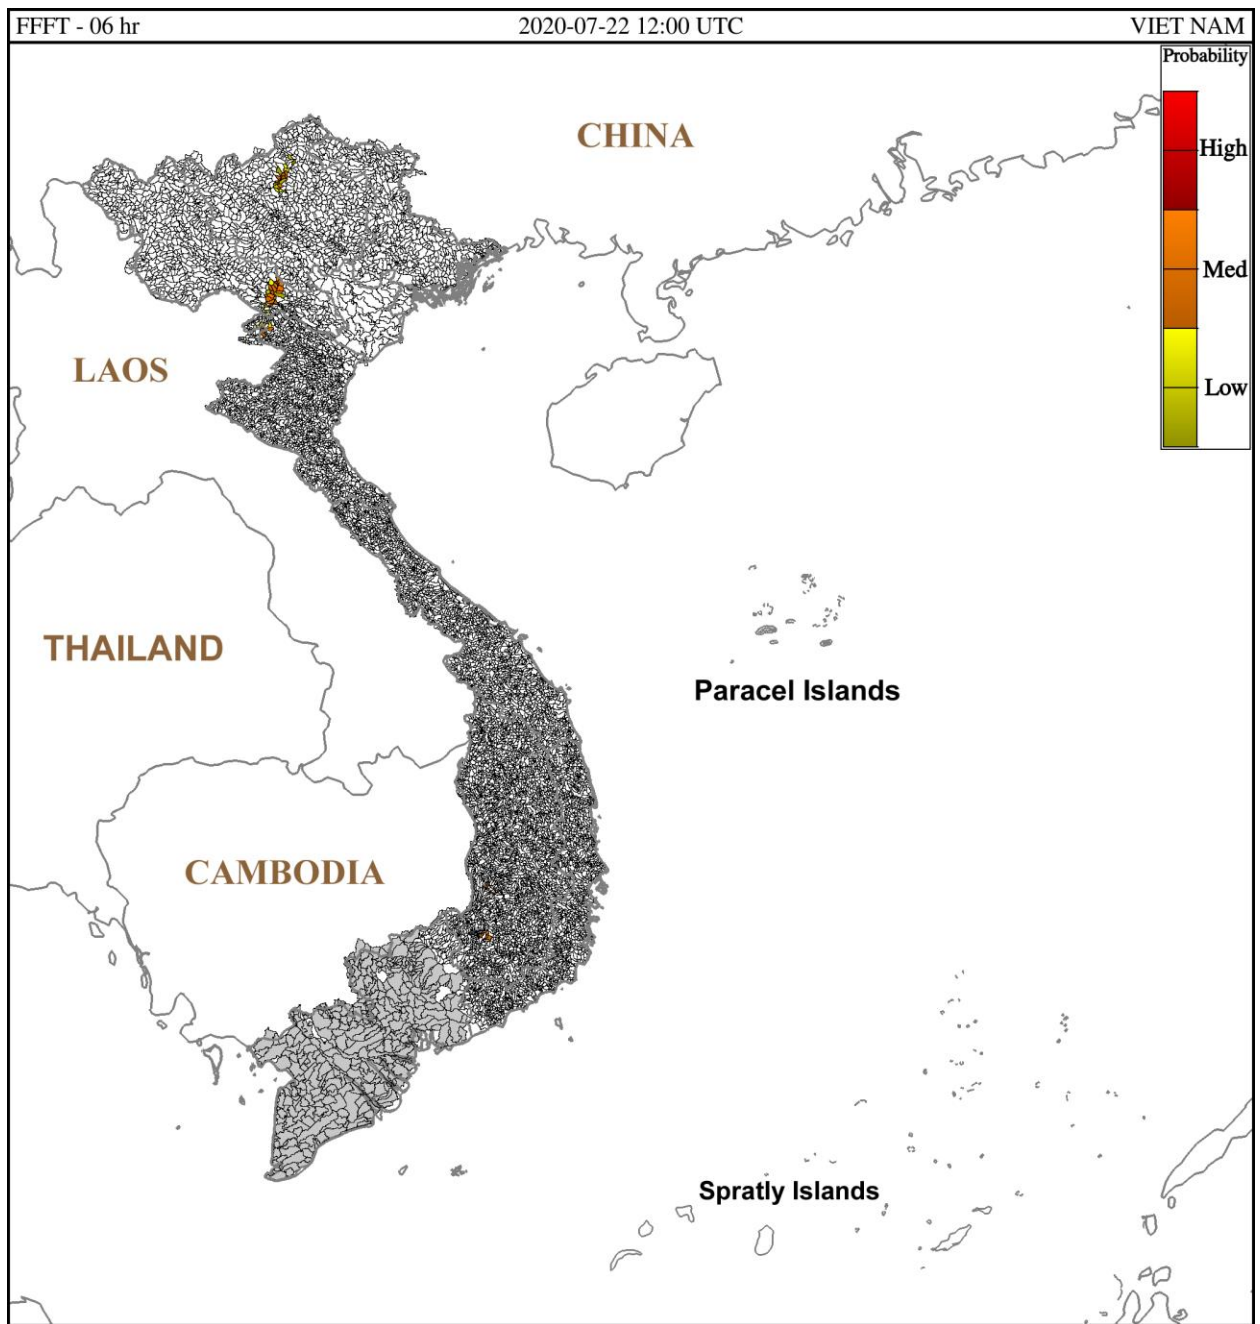 FFFT - 06 hr
2020-07-22 12:00 UTC
VIET NAM
Probability
High
Med
Low
CHINA
LAOS
THAILAND
Paracel Islands
CAMBODIA
Spratly Islands